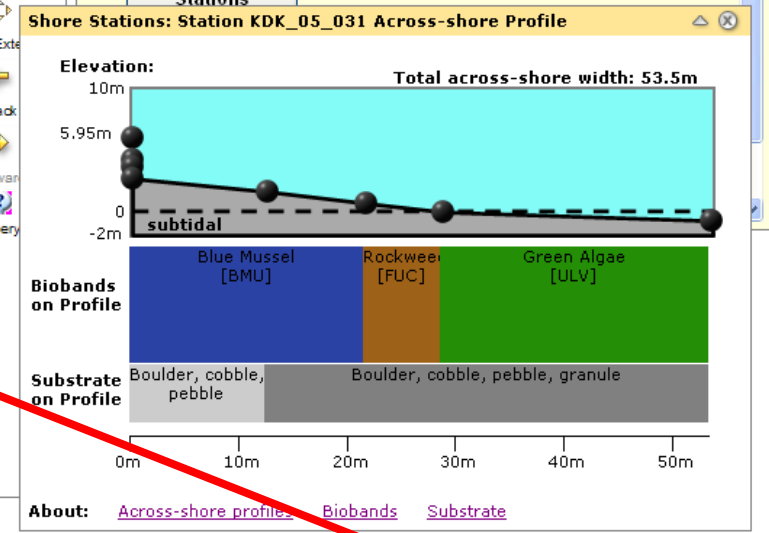 Stations
Shore Stations: Station KDK_05_031 Across-shore Profile
Elevation:
Total across-shore width: 53.5m
10m
5.95m
0
-2m
subtidal
Biobands
on Profile
Blue Mussel
[BMU]
Rockwee
[FUC]
Green Algae
[ULV]
Substrate
on Profile
Boulder, cobble,
pebble
Boulder, cobble, pebble, granule
0m 10m 20m 30m 40m 50m
About: Across-shore profiles Biobands Substrate